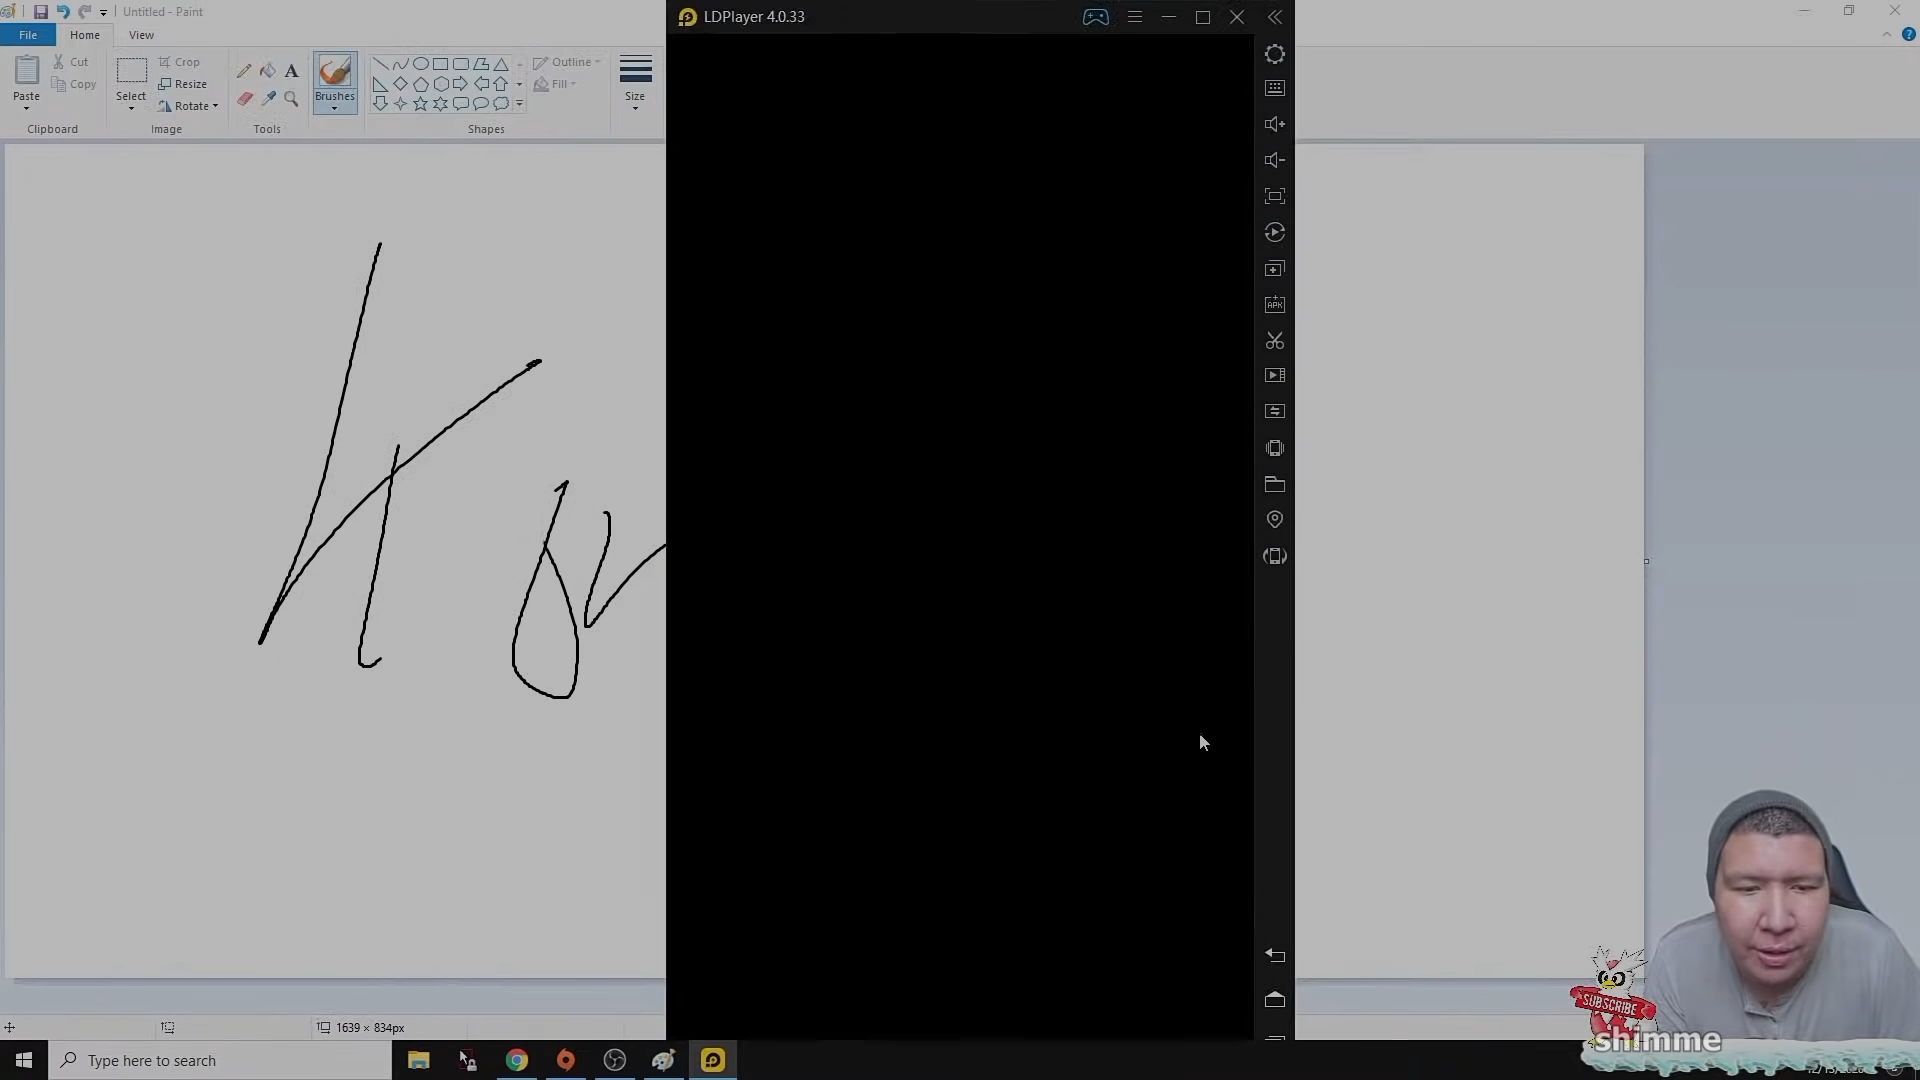 Untitled - Paint
LDPlayer 4.0.33
File
Home
View
Paste
Cut
Copy
Clipboard
Select
Crop
Resize
Rotate
Image
A
Tools
Brushes
Outline
Fill
Shapes
Size
APK
1639 × 834px
Type here to search
SUBSCRIBE
shimme